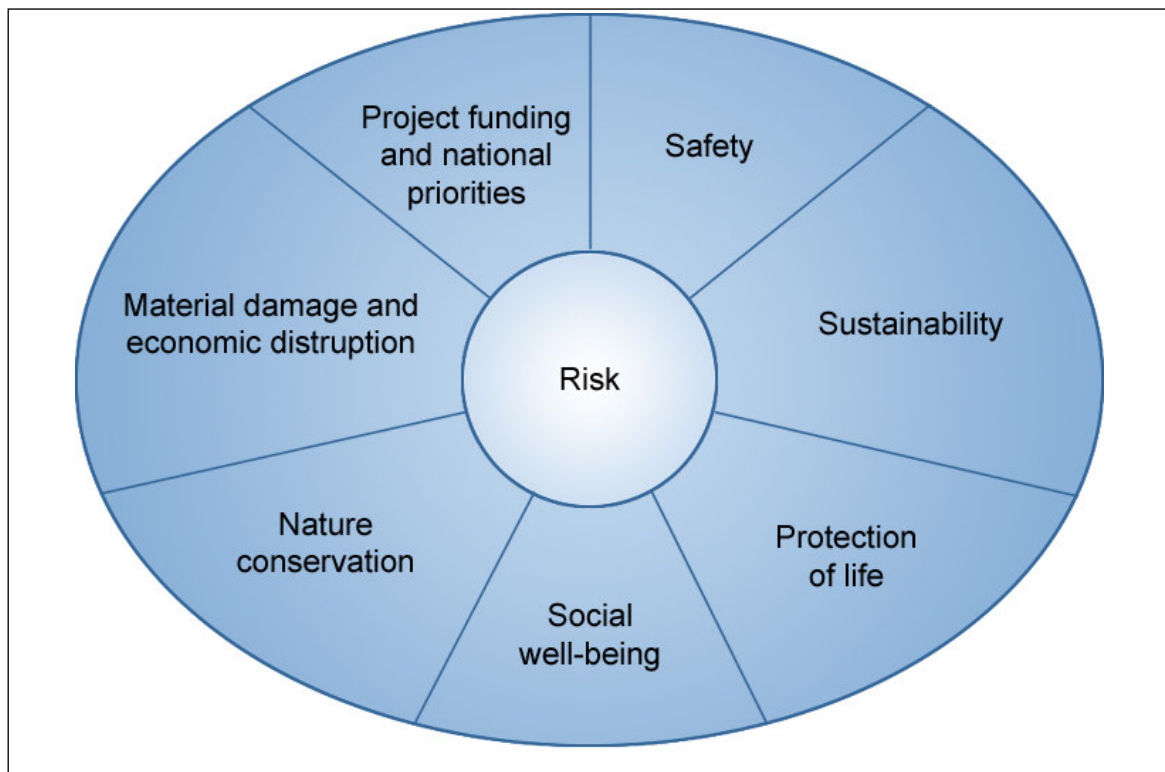 Project funding
and national
priorities
Safety
Material damage and
economic distruption
Sustainability
Risk
Nature
conservation
Protection
of life
Social
well-being